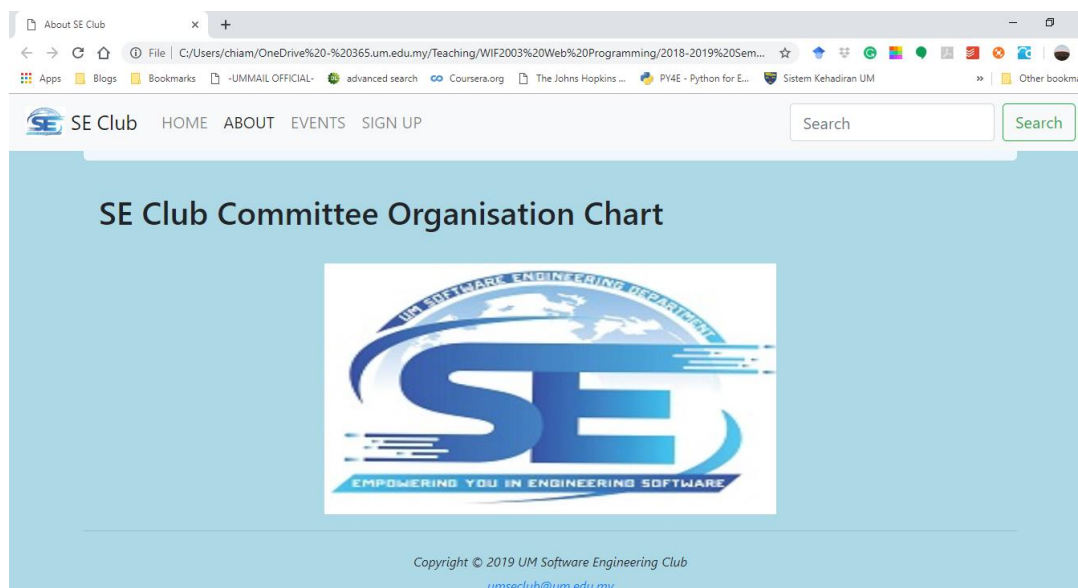 About SE Club
File | C:/Users/chiam/OneDrive%20-%20365.um.edu.my/Teaching/WIF2003%20Web%20Programming/2018-2019%20Sem...
Apps Blogs Bookmarks -UMMAIL OFFICIAL- advanced search Coursera.org The Johns Hopkins ... PY4E - Python for E... Sistem Kehadiran UM » Other bookma
SE SE Club HOME ABOUT EVENTS SIGN UP Search Search
SE Club Committee Organisation Chart
UM SOFTWARE ENGINEERING DEPARTMENT
SE
EMPOWERING YOU IN ENGINEERING SOFTWARE
Copyright © 2019 UM Software Engineering Club
umseclub@um.edu.my